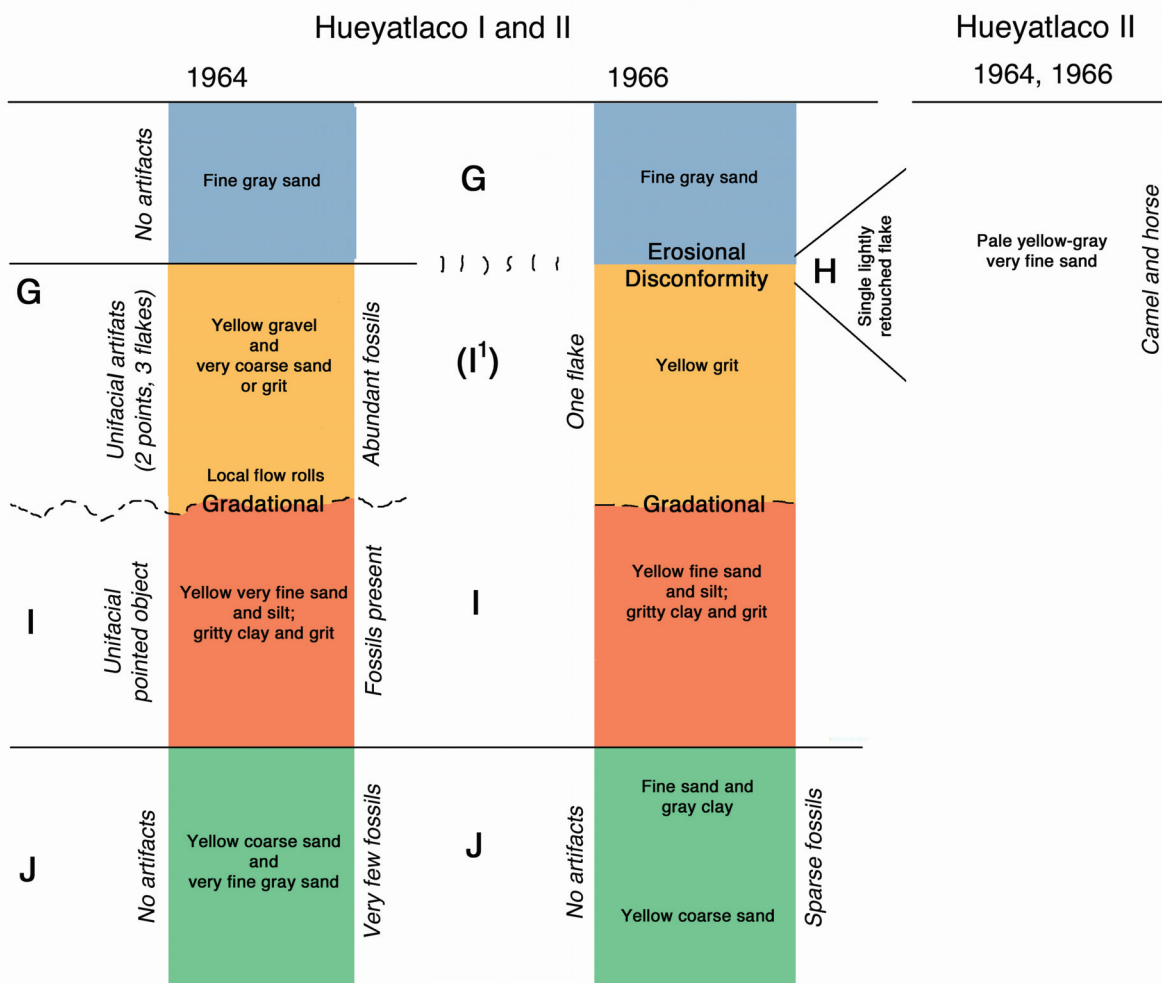 Hueyatlaco I and II
Hueyatlaco II
1964
1966
1964, 1966
No artifacts
Fine gray sand
G
Fine gray sand
Erosional
Disconformity
H
Single lightly
retouched flake
Pale yellow-gray
very fine sand
Camel and horse
G
Unifacial artifats
(2 points, 3 flakes)
Yellow gravel
and
very coarse sand
or grit
Local flow rolls
Abundant fossils
(I¹)
One flake
Yellow grit
Gradational
Gradational
I
Unifacial
pointed object
Yellow very fine sand
and silt;
gritty clay and grit
Fossils present
I
Yellow fine sand
and silt;
gritty clay and grit
J
No artifacts
Yellow coarse sand
and
very fine gray sand
Very few fossils
J
No artifacts
Fine sand and
gray clay
Yellow coarse sand
Sparse fossils